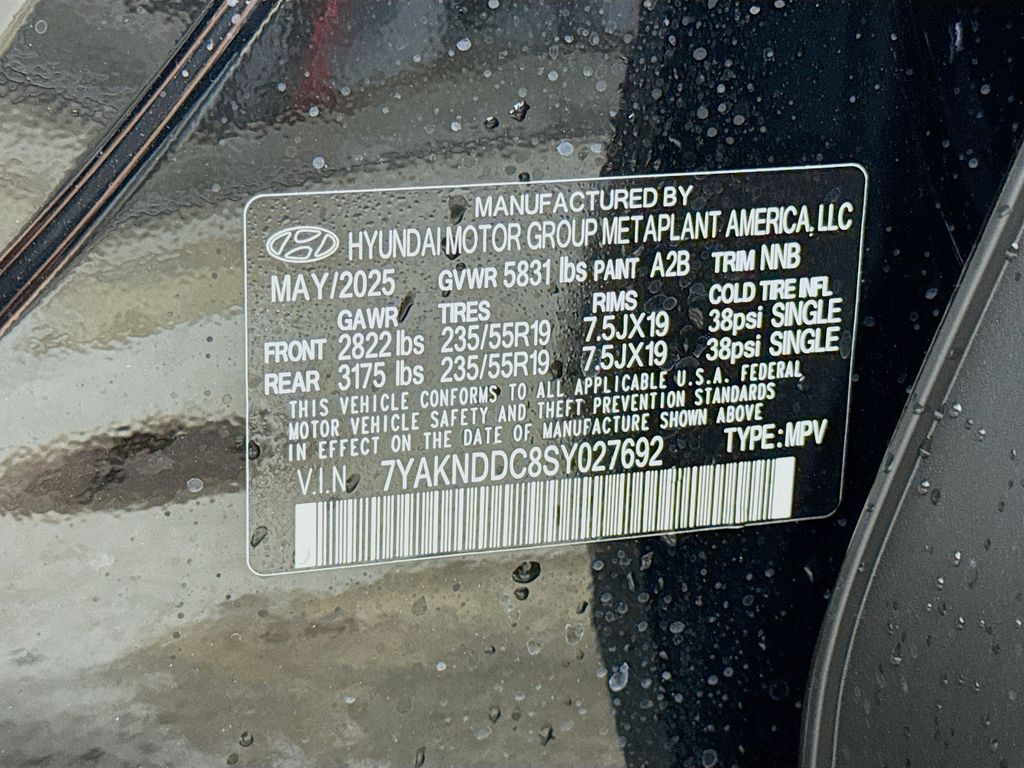 MANUFACTURED BY
HYUNDAI MOTOR GROUP METAPLANT AMERICA, LLC
MAY/2025 GVWR 5831 lbs PAINT A2B TRIM NNB
GAWR TIRES RIMS COLD TIRE INFL
FRONT 2822 lbs 235/55R19 7.5JX19 38psi SINGLE
REAR 3175 lbs 235/55R19 7.5JX19 38psi SINGLE
THIS VEHICLE CONFORMS TO ALL APPLICABLE U.S.A. FEDERAL
MOTOR VEHICLE SAFETY AND THEFT PREVENTION STANDARDS
IN EFFECT ON THE DATE OF MANUFACTURE SHOWN ABOVE
V.I.N 7YAKNDDC8SY027692 TYPE:MPV